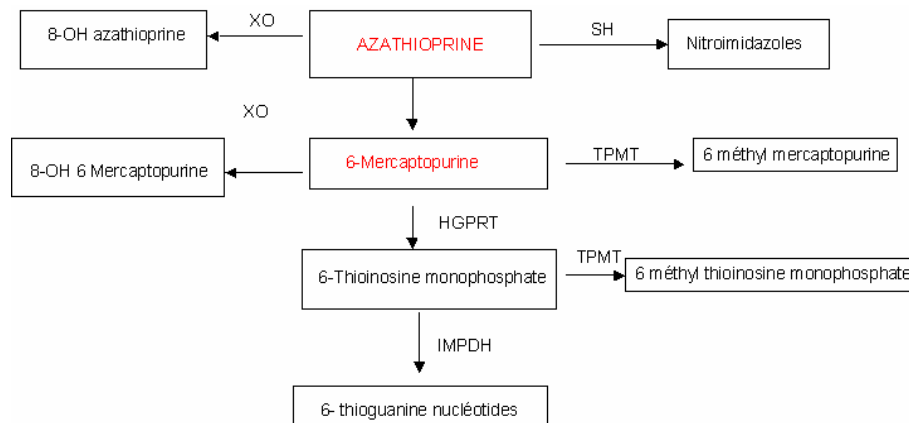 XO
SH
8-OH azathioprine
AZATHIOPRINE
Nitroimidazoles
XO
TPMT
8-OH 6 Mercaptopurine
6-Mercaptopurine
6 méthyl mercaptopurine
HGPRT
TPMT
6-Thioinosine monophosphate
6 méthyl thioinosine monophosphate
IMPDH
6- thioguanine nucléotides